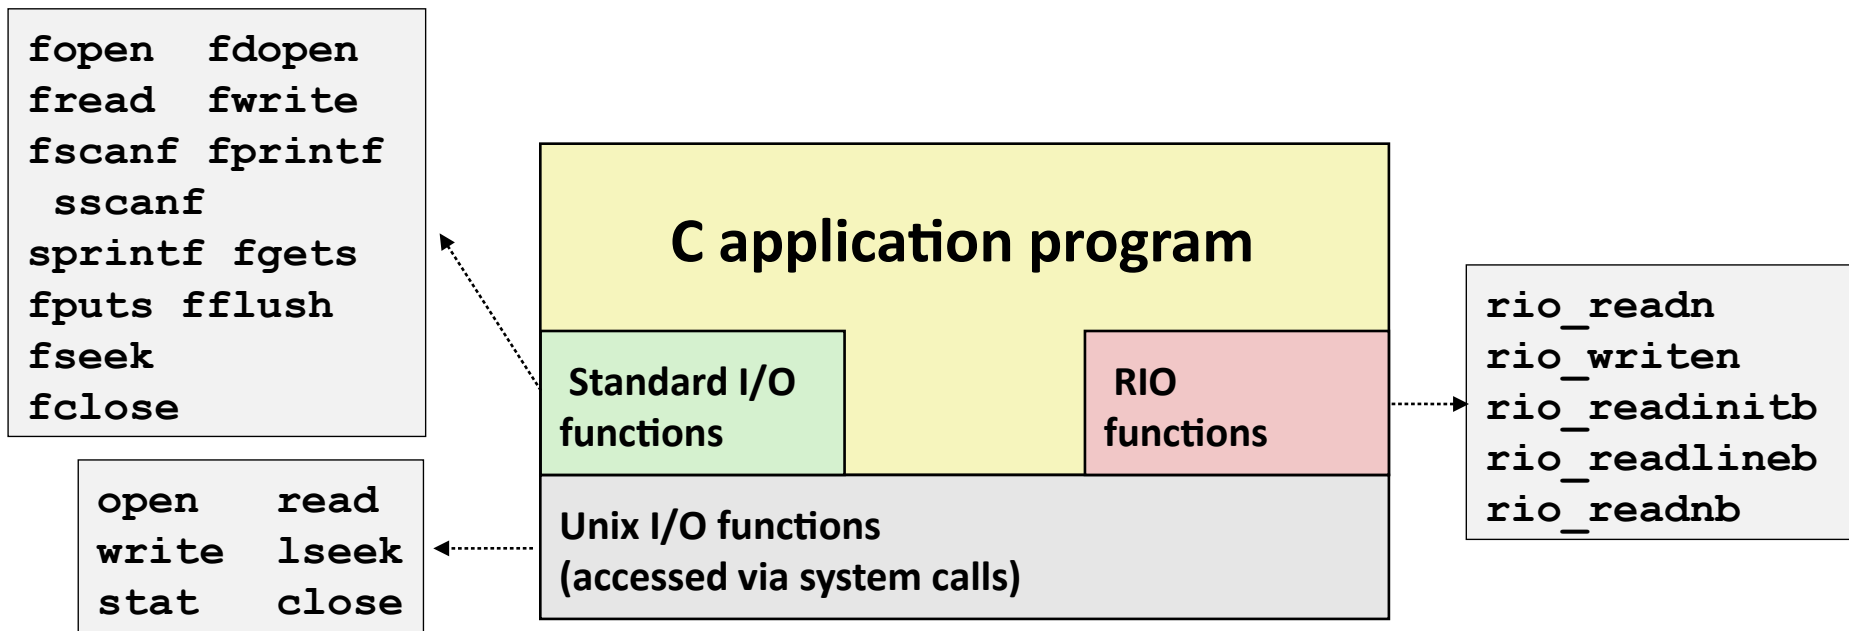 fopen fdopen
fread fwrite
fscanf fprintf
sscanf
sprintf fgets
fputs fflush
fseek
fclose
C application program
Standard I/O
functions
RIO
functions
rio_readn
rio_writen
rio_readinitb
rio_readlineb
rio_readnb
open read
write lseek
stat close
Unix I/O functions
(accessed via system calls)